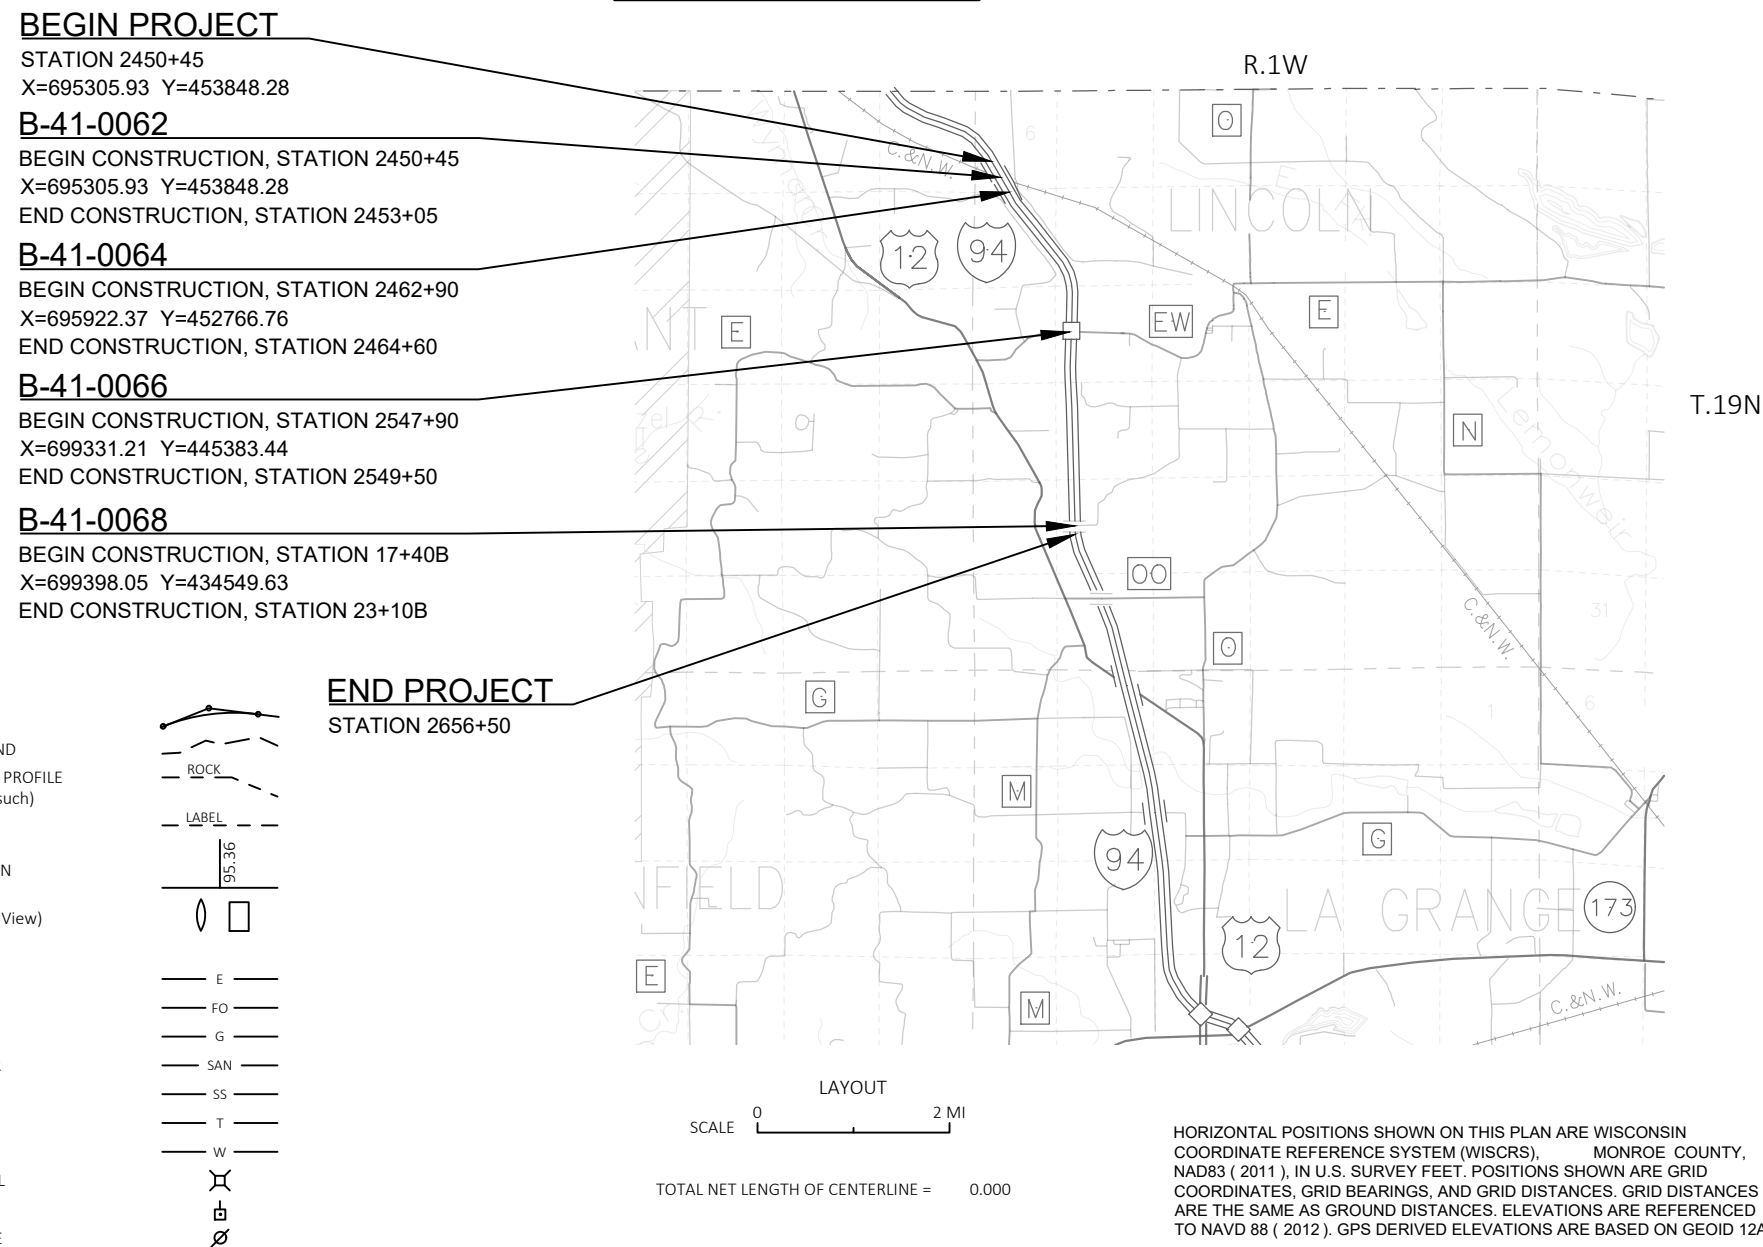 BEGIN PROJECT
STATION 2450+45
X=695305.93 Y=453848.28
B-41-0062
BEGIN CONSTRUCTION, STATION 2450+45
X=695305.93 Y=453848.28
END CONSTRUCTION, STATION 2453+05
B-41-0064
BEGIN CONSTRUCTION, STATION 2462+90
X=695922.37 Y=452766.76
END CONSTRUCTION, STATION 2464+60
B-41-0066
BEGIN CONSTRUCTION, STATION 2547+90
X=699331.21 Y=445383.44
END CONSTRUCTION, STATION 2549+50
B-41-0068
BEGIN CONSTRUCTION, STATION 17+40B
X=699398.05 Y=434549.63
END CONSTRUCTION, STATION 23+10B
END PROJECT
STATION 2656+50
R.1W
T.19N
O
6
C.&N.W.
E
LINCOLN
12
94
NT
E
EW
E
N
Lemonweir
OO
31
C.&N.W.
O
G
1
6
M
94
G
NFIELD
LA GRANGE
173
12
E
M
C.&N.W.
ND
PROFILE
such)
N
View)
ROCK
LABEL
95.36
E
FO
G
SAN
SS
T
W
LAYOUT
SCALE 0 2 MI
TOTAL NET LENGTH OF CENTERLINE = 0.000
HORIZONTAL POSITIONS SHOWN ON THIS PLAN ARE WISCONSIN
COORDINATE REFERENCE SYSTEM (WISCRS), MONROE COUNTY,
NAD83 ( 2011 ), IN U.S. SURVEY FEET. POSITIONS SHOWN ARE GRID
COORDINATES, GRID BEARINGS, AND GRID DISTANCES. GRID DISTANCES
ARE THE SAME AS GROUND DISTANCES. ELEVATIONS ARE REFERENCED
TO NAVD 88 ( 2012 ). GPS DERIVED ELEVATIONS ARE BASED ON GEOID 12A